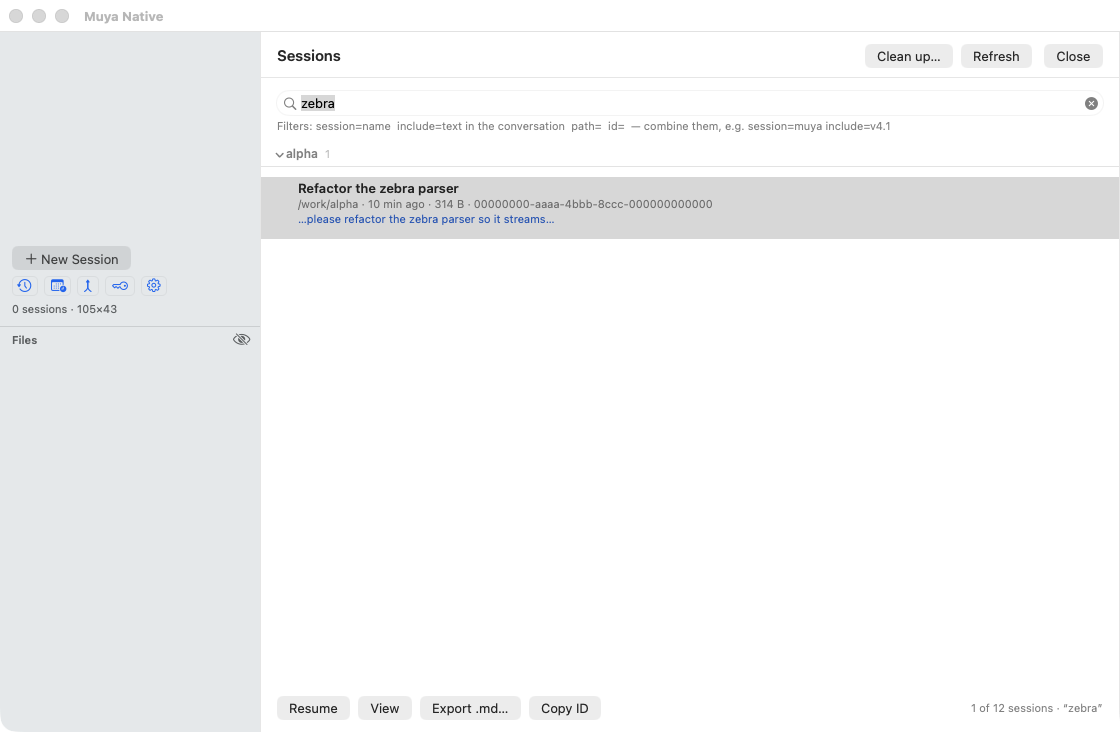 Muya Native
Sessions
Clean up...
Refresh
Close
zebra
Filters: session=name include=text in the conversation path= id= — combine them, e.g. session=muya include=v4.1
alpha 1
Refactor the zebra parser
/work/alpha · 10 min ago · 314 B · 00000000-aaaa-4bbb-8ccc-000000000000
...please refactor the zebra parser so it streams...
+ New Session
0 sessions · 105×43
Files
Resume
View
Export .md...
Copy ID
1 of 12 sessions · “zebra”